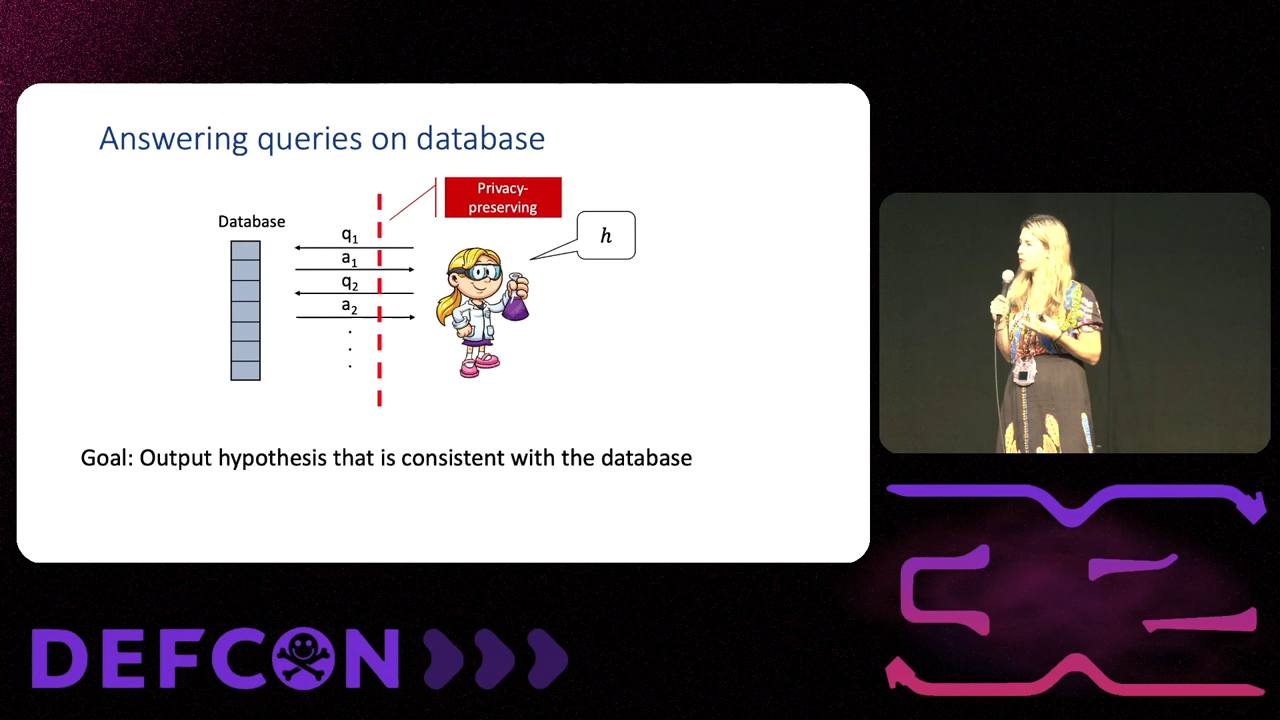 Answering queries on database
Privacy-
preserving
Database
q1
h
a1
q2
a2
Goal: Output hypothesis that is consistent with the database
DEFCON